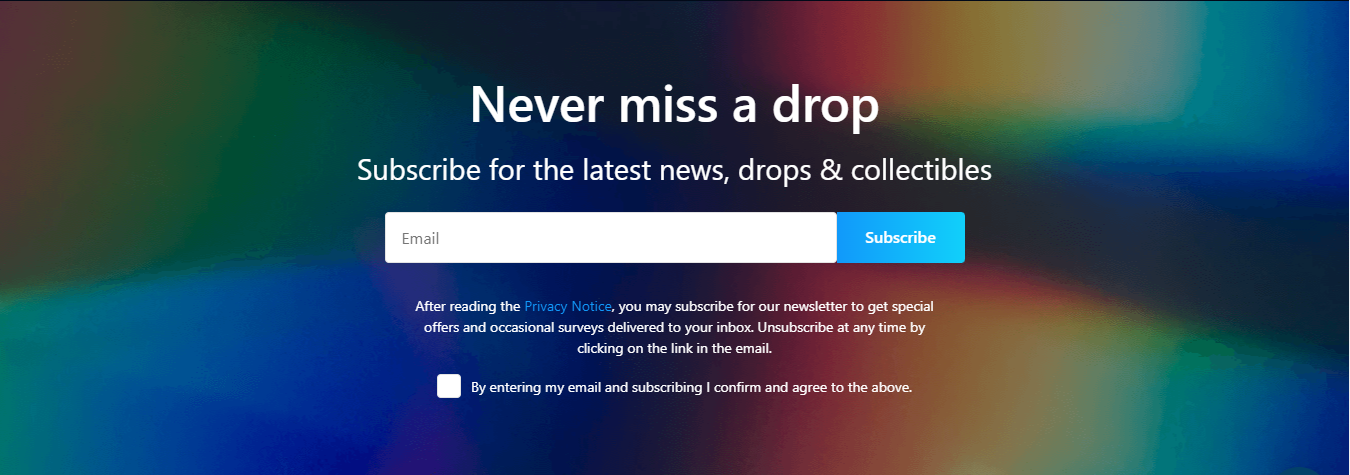 Never miss a drop
Subscribe for the latest news, drops & collectibles
Email
Subscribe
After reading the Privacy Notice, you may subscribe for our newsletter to get special
offers and occasional surveys delivered to your inbox. Unsubscribe at any time by
clicking on the link in the email.
By entering my email and subscribing I confirm and agree to the above.